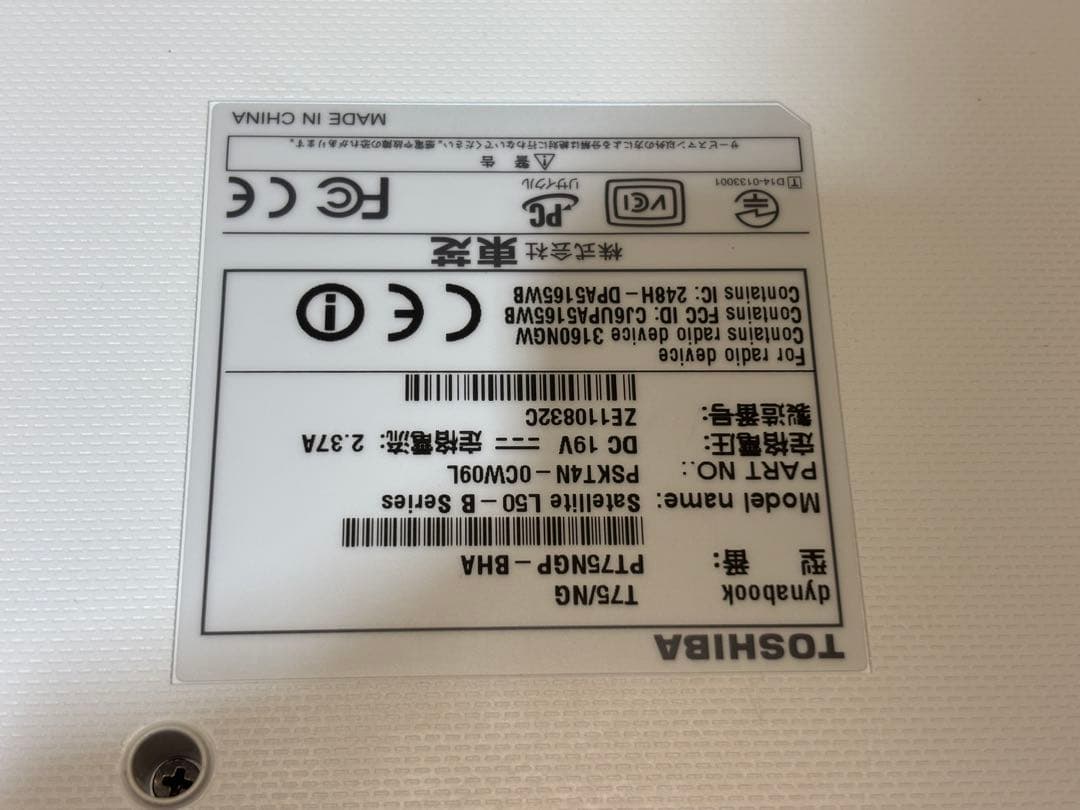 TOSHIBA
dynabook T75/NG
型 番: PT75NGP-BHA
Model name: Satellite L50-B Series
PART NO.: PSKT4N-0CW09L
定格電圧: DC 19V 定格電流: 2.37A
製造番号: ZE110832C
For radio device
Contains radio device 3160NGW
Contains FCC ID: CJ6UPA5165WB
Contains IC: 248H-DPA5165WB
CE
株式会社 東芝
T D14-0133001 VCI PC リサイクル FC CE
警 告
サービスマン以外の方による分解は絶対に行わないでください。感電や故障の恐れがあります。
MADE IN CHINA